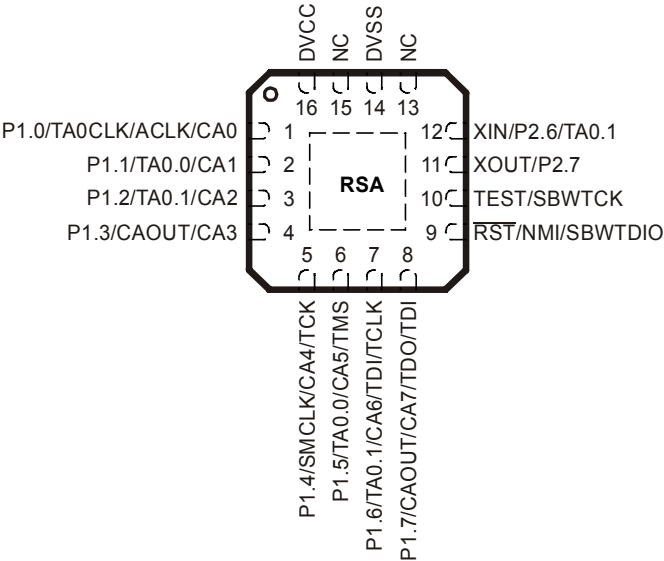 DVCC
NC
DVSS
NC
16 15 14 13
P1.0/TA0CLK/ACLK/CA0 1
P1.1/TA0.0/CA1 2
P1.2/TA0.1/CA2 3
P1.3/CAOUT/CA3 4
RSA
12 XIN/P2.6/TA0.1
11 XOUT/P2.7
10 TEST/SBWTCK
9 R̅S̅T̅/NMI/SBWTDIO
5 6 7 8
P1.4/SMCLK/CA4/TCK
P1.5/TA0.0/CA5/TMS
P1.6/TA0.1/CA6/TDI/TCLK
P1.7/CAOUT/CA7/TDO/TDI